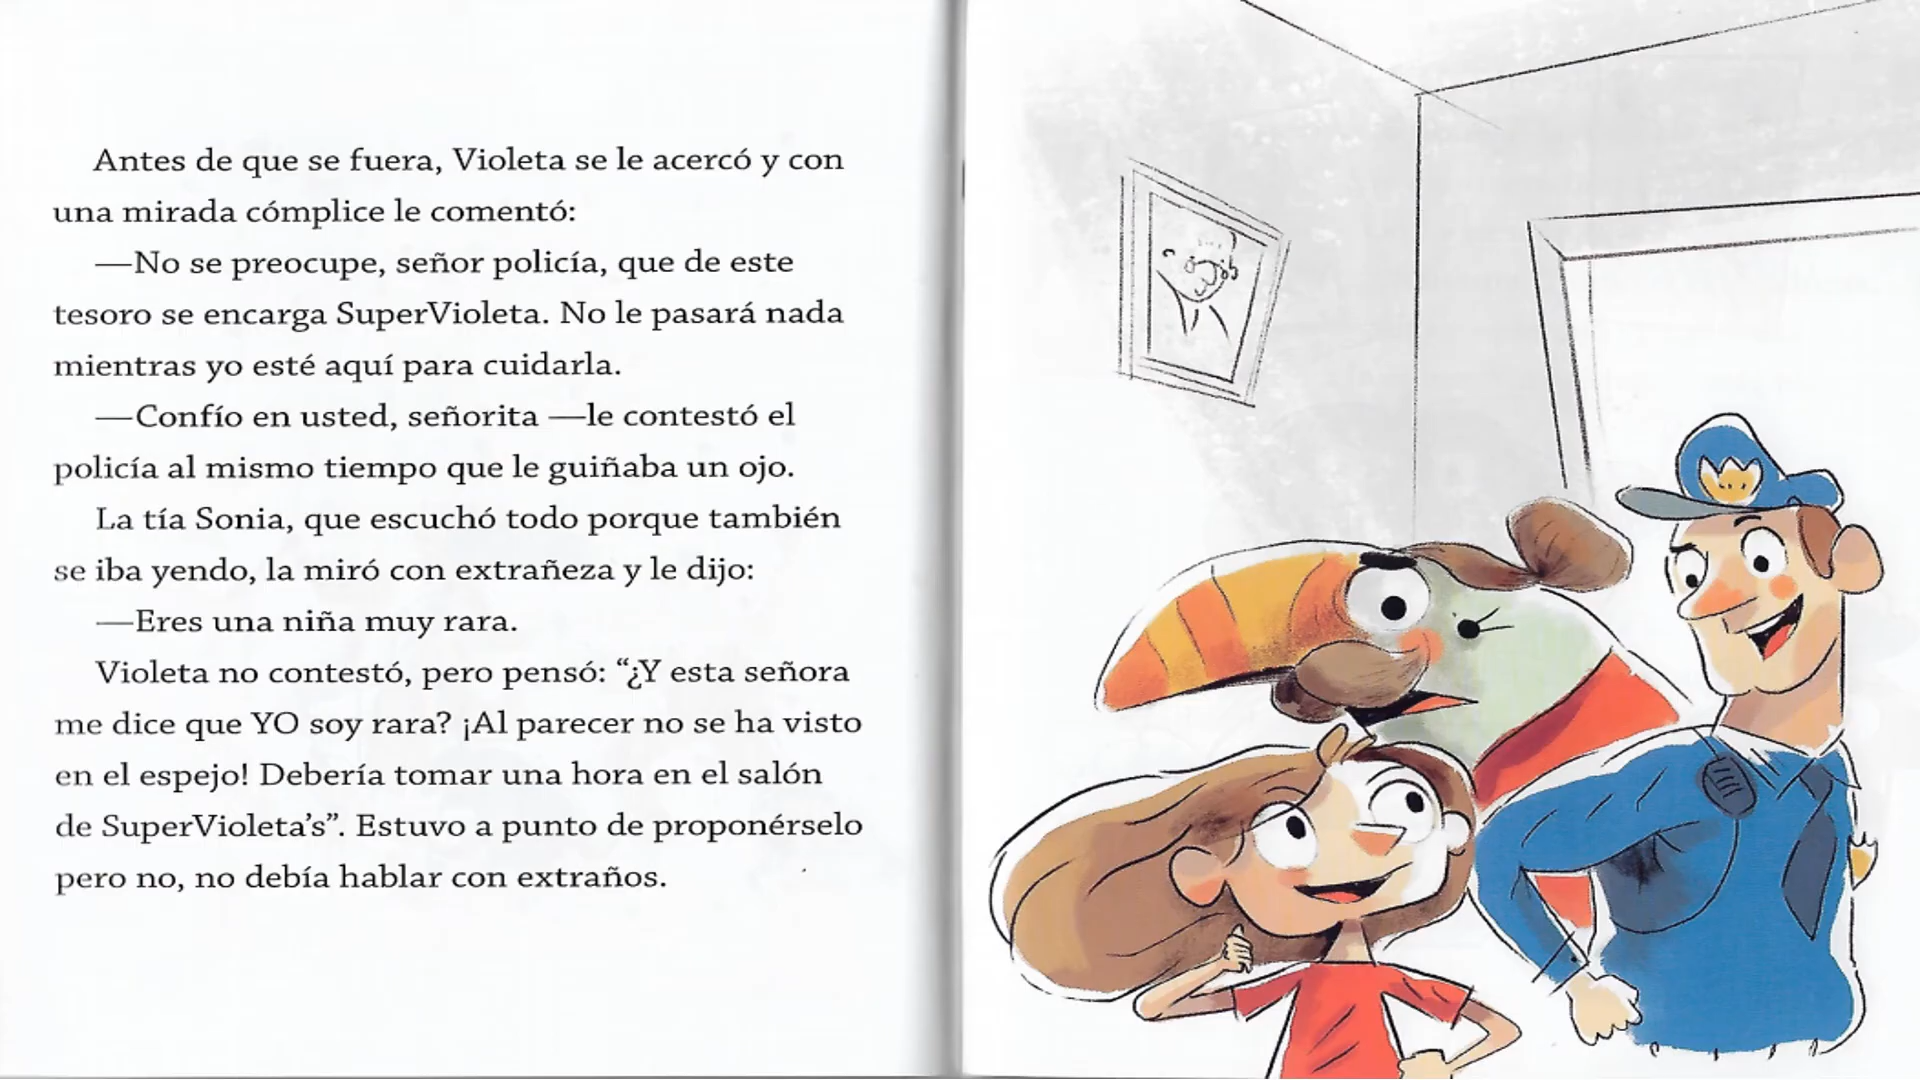 Antes de que se fuera, Violeta se le acercó y con
una mirada cómplice le comentó:
—No se preocupe, señor policía, que de este
tesoro se encarga SuperVioleta. No le pasará nada
mientras yo esté aquí para cuidarla.
—Confío en usted, señorita —le contestó el
policía al mismo tiempo que le guiñaba un ojo.
La tía Sonia, que escuchó todo porque también
se iba yendo, la miró con extrañeza y le dijo:
—Eres una niña muy rara.
Violeta no contestó, pero pensó: “¿Y esta señora
me dice que YO soy rara? ¡Al parecer no se ha visto
en el espejo! Debería tomar una hora en el salón
de SuperVioleta’s”. Estuvo a punto de proponérselo
pero no, no debía hablar con extraños.